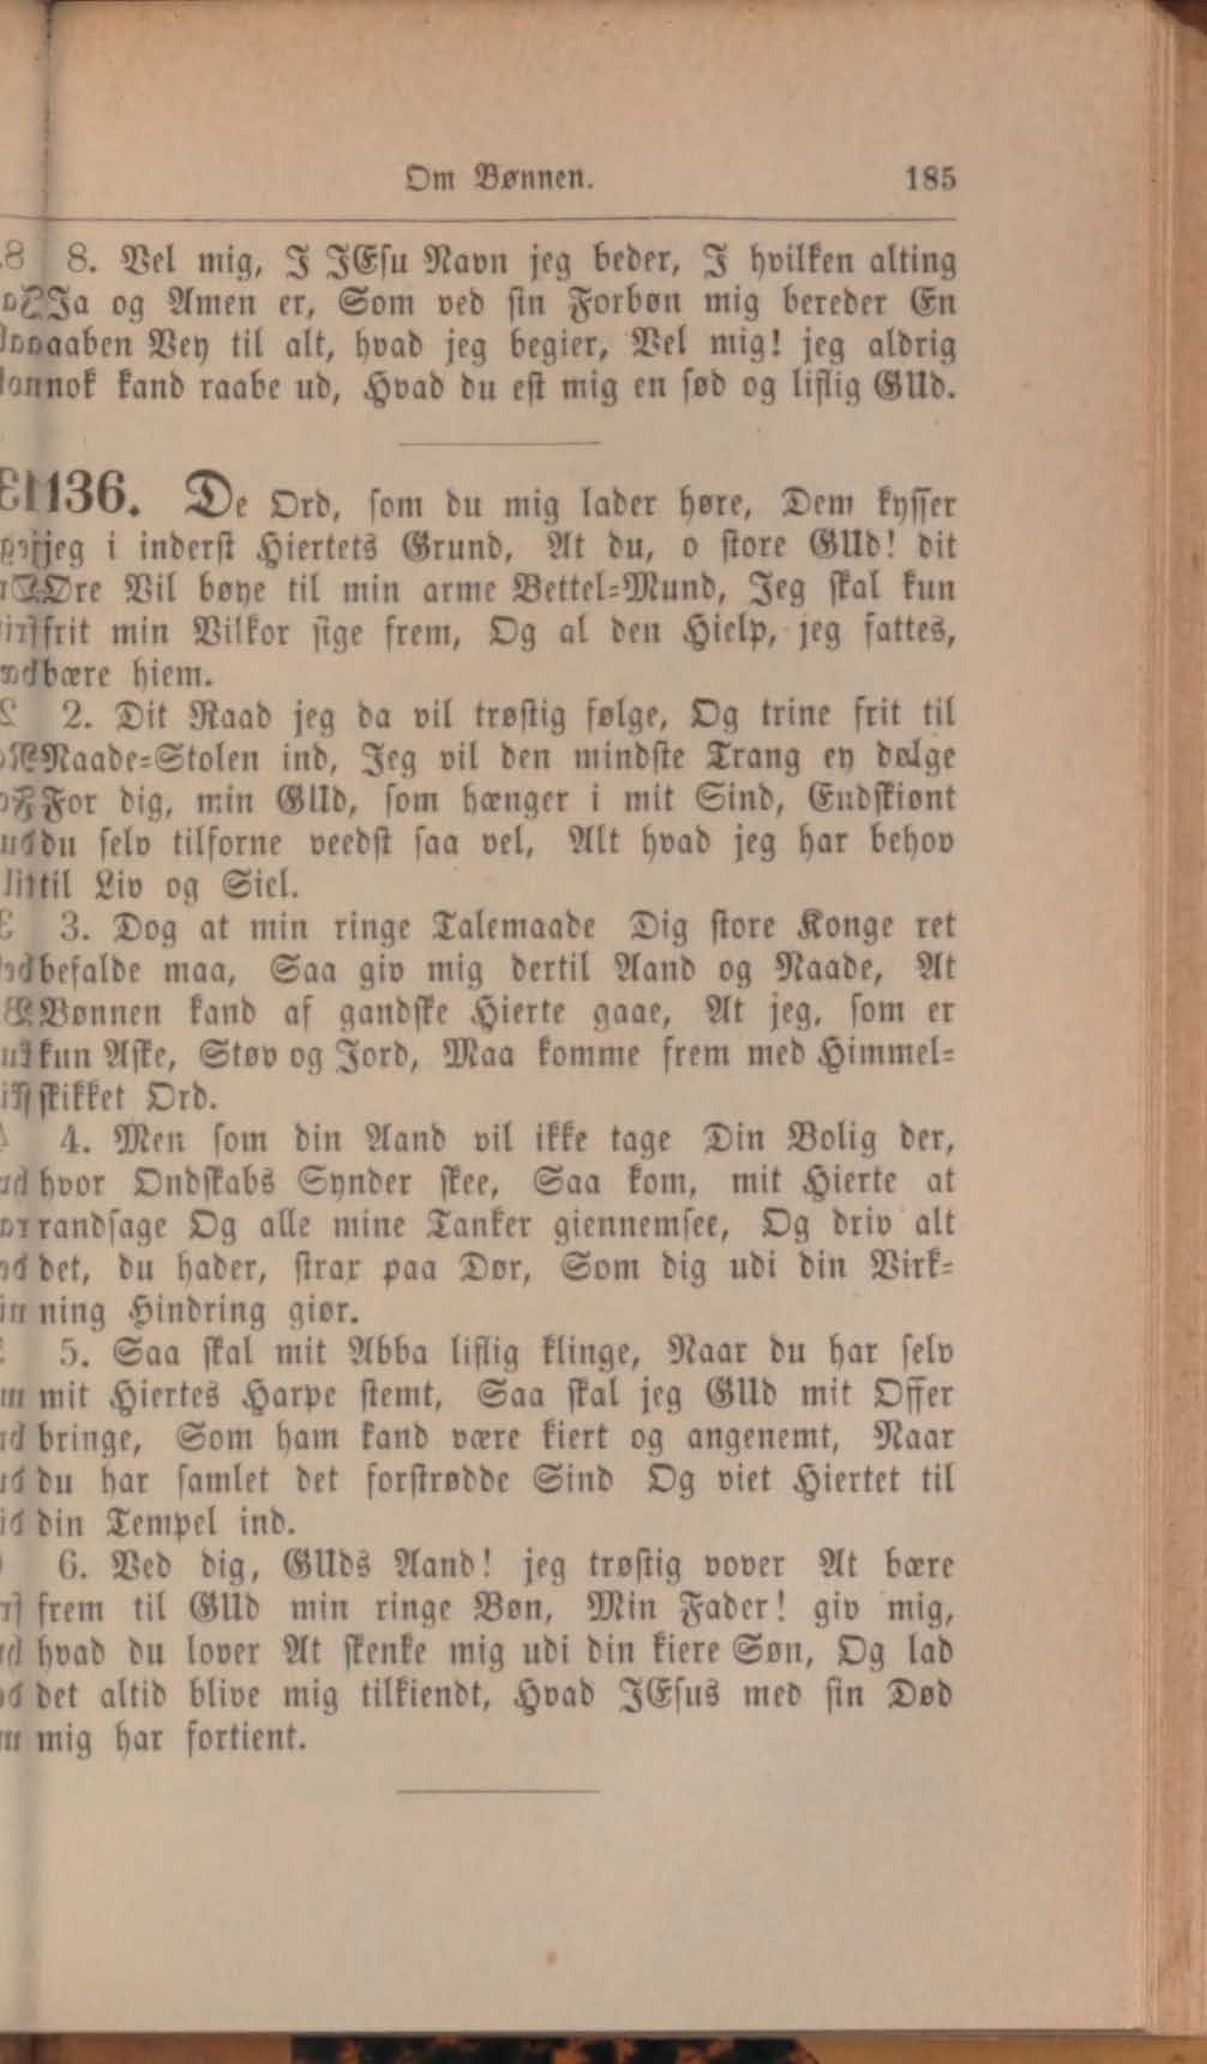 Om Bønnen. 185
8. Vel mig, J JEsu Navn jeg beder, J hvilken alting
Ja og Amen er, Som ved sin Forbøn mig bereder En
aaben Vey til alt, hvad jeg begier, Vel mig! jeg aldrig
nok kand raabe ud, Hvad du est mig en sød og liflig GUd.
136. De Ord, som du mig lader høre, Dem kysser
jeg i inderst Hiertets Grund, At du, o store GUd! dit
Øre Vil bøye til min arme Bettel-Mund, Jeg skal kun
frit min Vilkor sige frem, Og al den Hielp, jeg fattes,
bære hiem.
2. Dit Raad jeg da vil trøstig følge, Og trine frit til
Naade-Stolen ind, Jeg vil den mindste Trang ey dølge
For dig, min GUd, som hænger i mit Sind, Endskiønt
du selv tilforne veedst saa vel, Alt hvad jeg har behov
til Liv og Siel.
3. Dog at min ringe Talemaade Dig store Konge ret
befalde maa, Saa giv mig dertil Aand og Naade, At
Bønnen kand af gandske Hierte gaae, At jeg, som er
kun Aske, Støv og Jord, Maa komme frem med Himmel-
skikket Ord.
4. Men som din Aand vil ikke tage Din Bolig der,
hvor Ondskabs Synder skee, Saa kom, mit Hierte at
randsage Og alle mine Tanker giennemsee, Og driv alt
det, du hader, strax paa Dør, Som dig udi din Virk-
ning Hindring giør.
5. Saa skal mit Abba liflig klinge, Naar du har selv
mit Hiertes Harpe stemt, Saa skal jeg GUd mit Offer
bringe, Som ham kand være kiert og angenemt, Naar
du har samlet det forstrødde Sind Og viet Hiertet til
din Tempel ind.
6. Ved dig, GUds Aand! jeg trøstig vover At bære
frem til GUd min ringe Bøn, Min Fader! giv mig,
hvad du lover At skenke mig udi din kiere Søn, Og lad
det altid blive mig tilkiendt, Hvad JEsus med sin Død
mig har fortient.